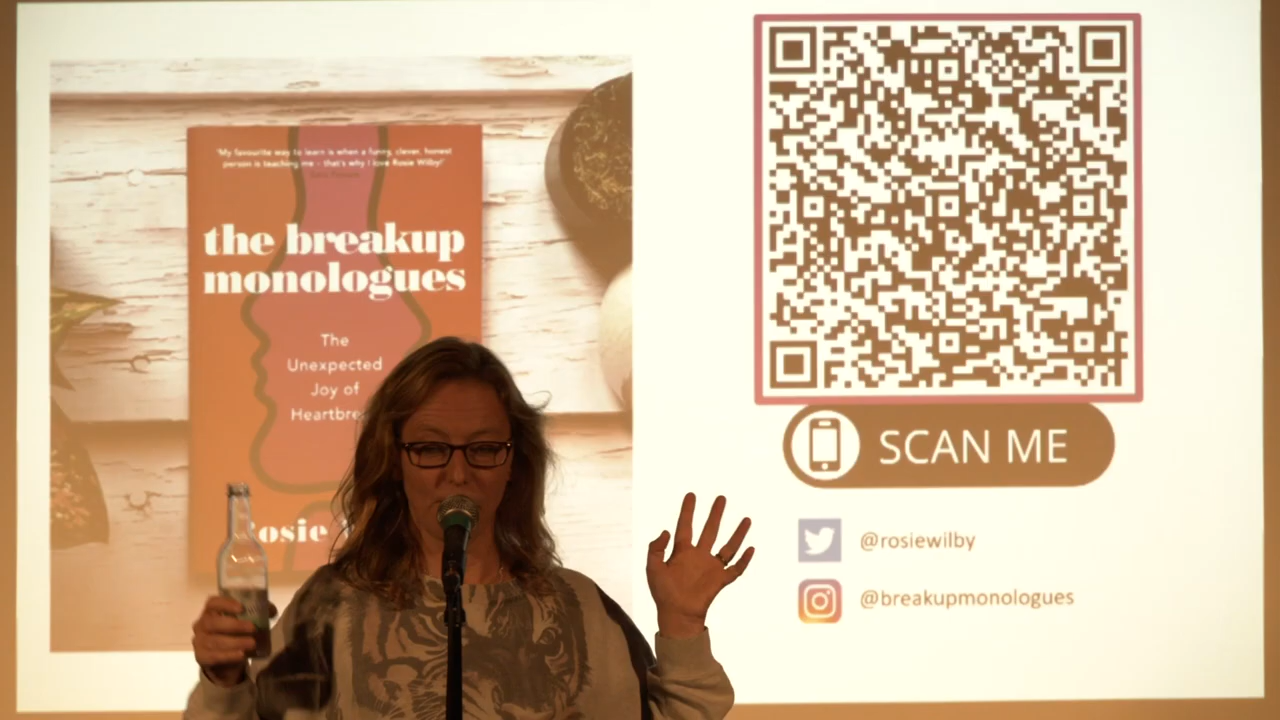 'My favourite way to learn is when a funny, clever, honest
person is teaching me – that's why I love Rosie Wilby!'
the breakup
monologues
The
Unexpected
Joy of
Heartbre
osie
SCAN ME
@rosiewilby
@breakupmonologues